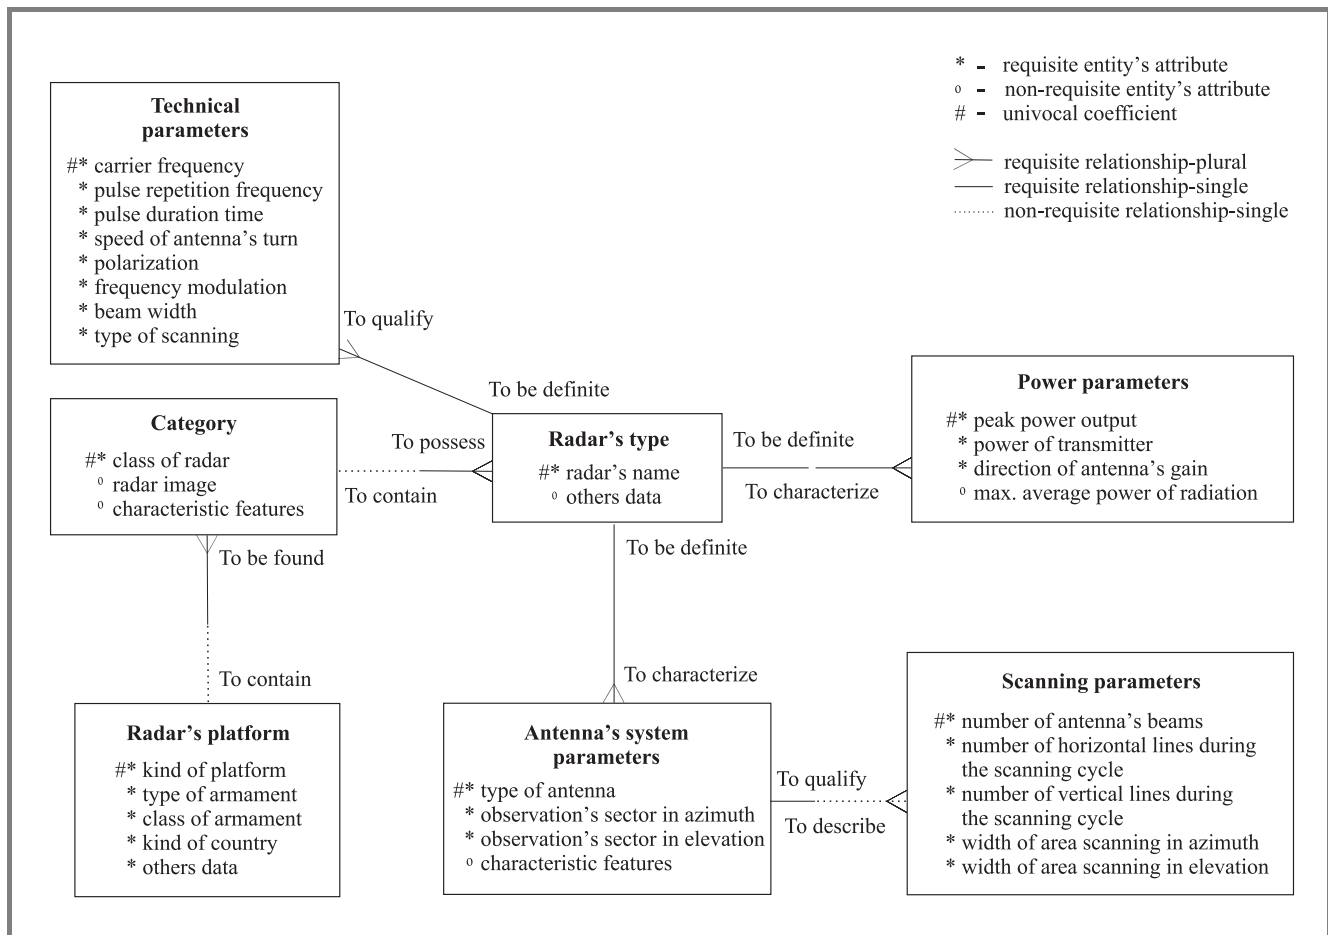 * - requisite entity's attribute
o - non-requisite entity's attribute
# - univocal coefficient
requisite relationship-plural
requisite relationship-single
non-requisite relationship-single
Technical
parameters
#* carrier frequency
* pulse repetition frequency
* pulse duration time
* speed of antenna's turn
* polarization
* frequency modulation
* beam width
* type of scanning
To qualify
To be definite
Category
#* class of radar
o radar image
o characteristic features
To possess
To contain
Radar's type
#* radar's name
o others data
To be definite
To characterize
Power parameters
#* peak power output
* power of transmitter
* direction of antenna's gain
o max. average power of radiation
To be found
To contain
To be definite
To characterize
Radar's platform
#* kind of platform
* type of armament
* class of armament
* kind of country
* others data
Antenna's system
parameters
#* type of antenna
* observation's sector in azimuth
* observation's sector in elevation
o characteristic features
To qualify
To describe
Scanning parameters
#* number of antenna's beams
* number of horizontal lines during
the scanning cycle
* number of vertical lines during
the scanning cycle
* width of area scanning in azimuth
* width of area scanning in elevation